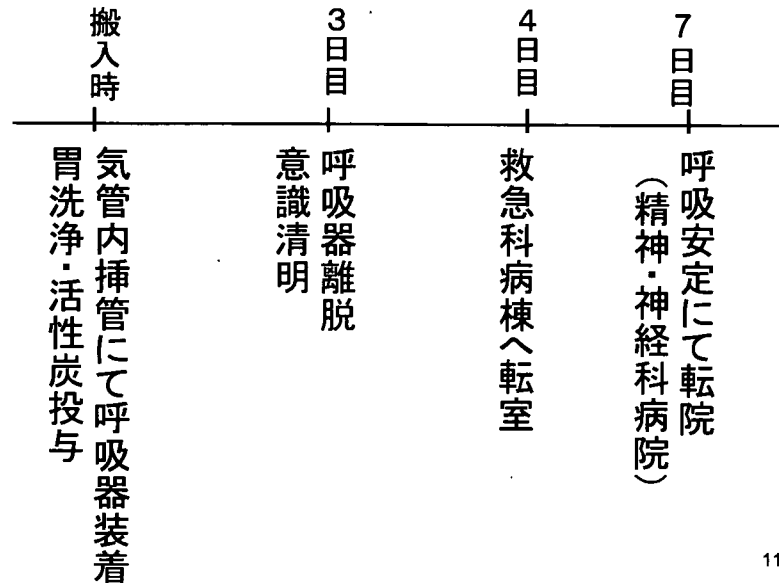 搬入時
気管内挿管にて呼吸器装着
胃洗浄・活性炭投与
3日目
呼吸器離脱
意識清明
4日目
救急科病棟へ転室
7日目
呼吸安定にて転院
（精神・神経科病院）
11